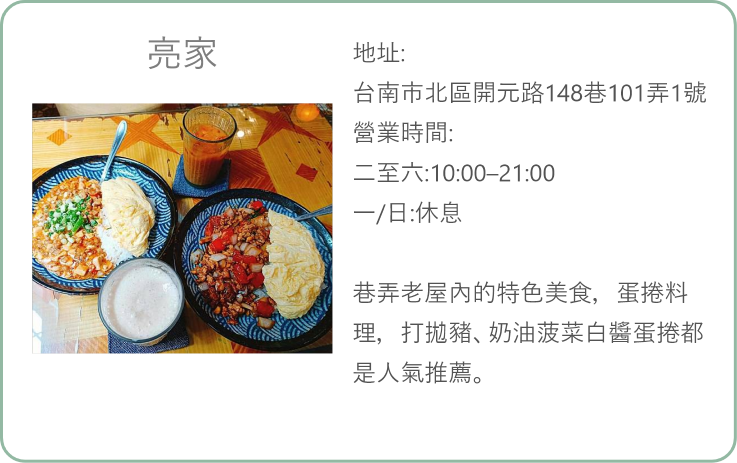 亮家
地址:
台南市北區開元路148巷101弄1號
營業時間:
二至六:10:00–21:00
一/日:休息
巷弄老屋內的特色美食，蛋捲料
理，打拋豬、奶油菠菜白醬蛋捲都
是人氣推薦。